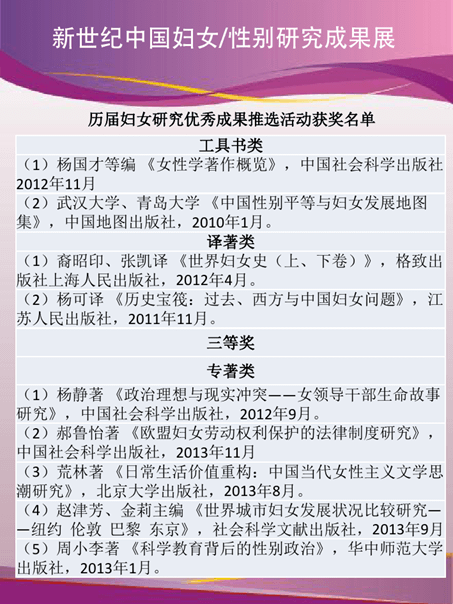 新世纪中国妇女/性别研究成果展
历届妇女研究优秀成果推选活动获奖名单
工具书类
（1）杨国才等编 《女性学著作概览》，中国社会科学出版社
2012年11月
（2）武汉大学、青岛大学 《中国性别平等与妇女发展地图
集》，中国地图出版社，2010年1月。
译著类
（1）裔昭印、张凯译 《世界妇女史（上、下卷）》，格致出
版社上海人民出版社，2012年4月。
（2）杨可译 《历史宝筏：过去、西方与中国妇女问题》，江
苏人民出版社，2011年11月。
三等奖
专著类
（1）杨静著 《政治理想与现实冲突——女领导干部生命故事
研究》，中国社会科学出版社，2012年9月。
（2）郝鲁怡著 《欧盟妇女劳动权利保护的法律制度研究》，
中国社会科学出版社，2013年11月
（3）荒林著 《日常生活价值重构：中国当代女性主义文学思
潮研究》，北京大学出版社，2013年8月。
（4）赵津芳、金莉主编 《世界城市妇女发展状况比较研究—
—纽约 伦敦 巴黎 东京》，社会科学文献出版社，2013年9月
（5）周小李著 《科学教育背后的性别政治》，华中师范大学
出版社，2013年1月。